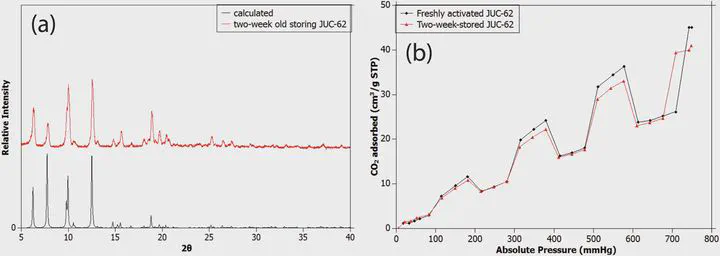 (a)
calculated
two-week old storing JUC-62
Relative Intensity
0
5 10 15 20 25 30 35 40
2θ
(b)
Freshly activated JUC-62
Two-week-stored JUC-62
CO₂ adsorbed (cm³/g STP)
50
40
30
20
10
0
0 100 200 300 400 500 600 700 800
Absolute Pressure (mmHg)